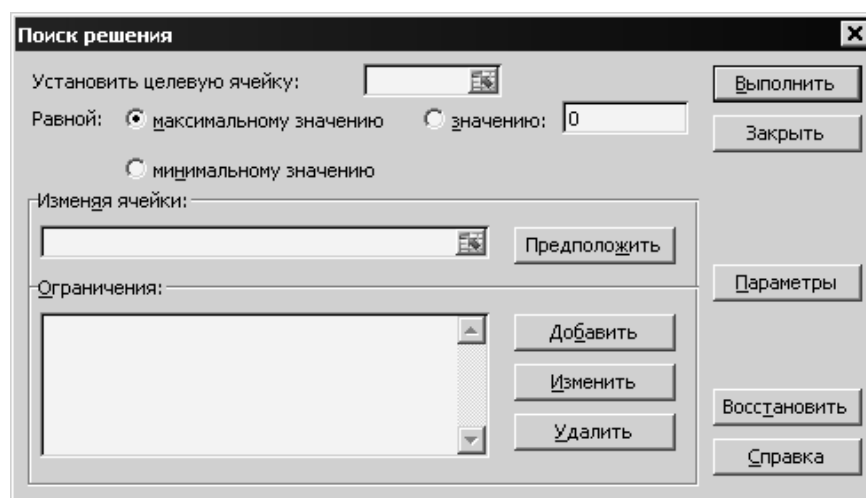 Поиск решения
Установить целевую ячейку:
Выполнить
Равной: максимальному значению значению: 0
Закрыть
минимальному значению
Изменяя ячейки:
Предположить
Параметры
Ограничения:
Добавить
Изменить
Восстановить
Удалить
Справка